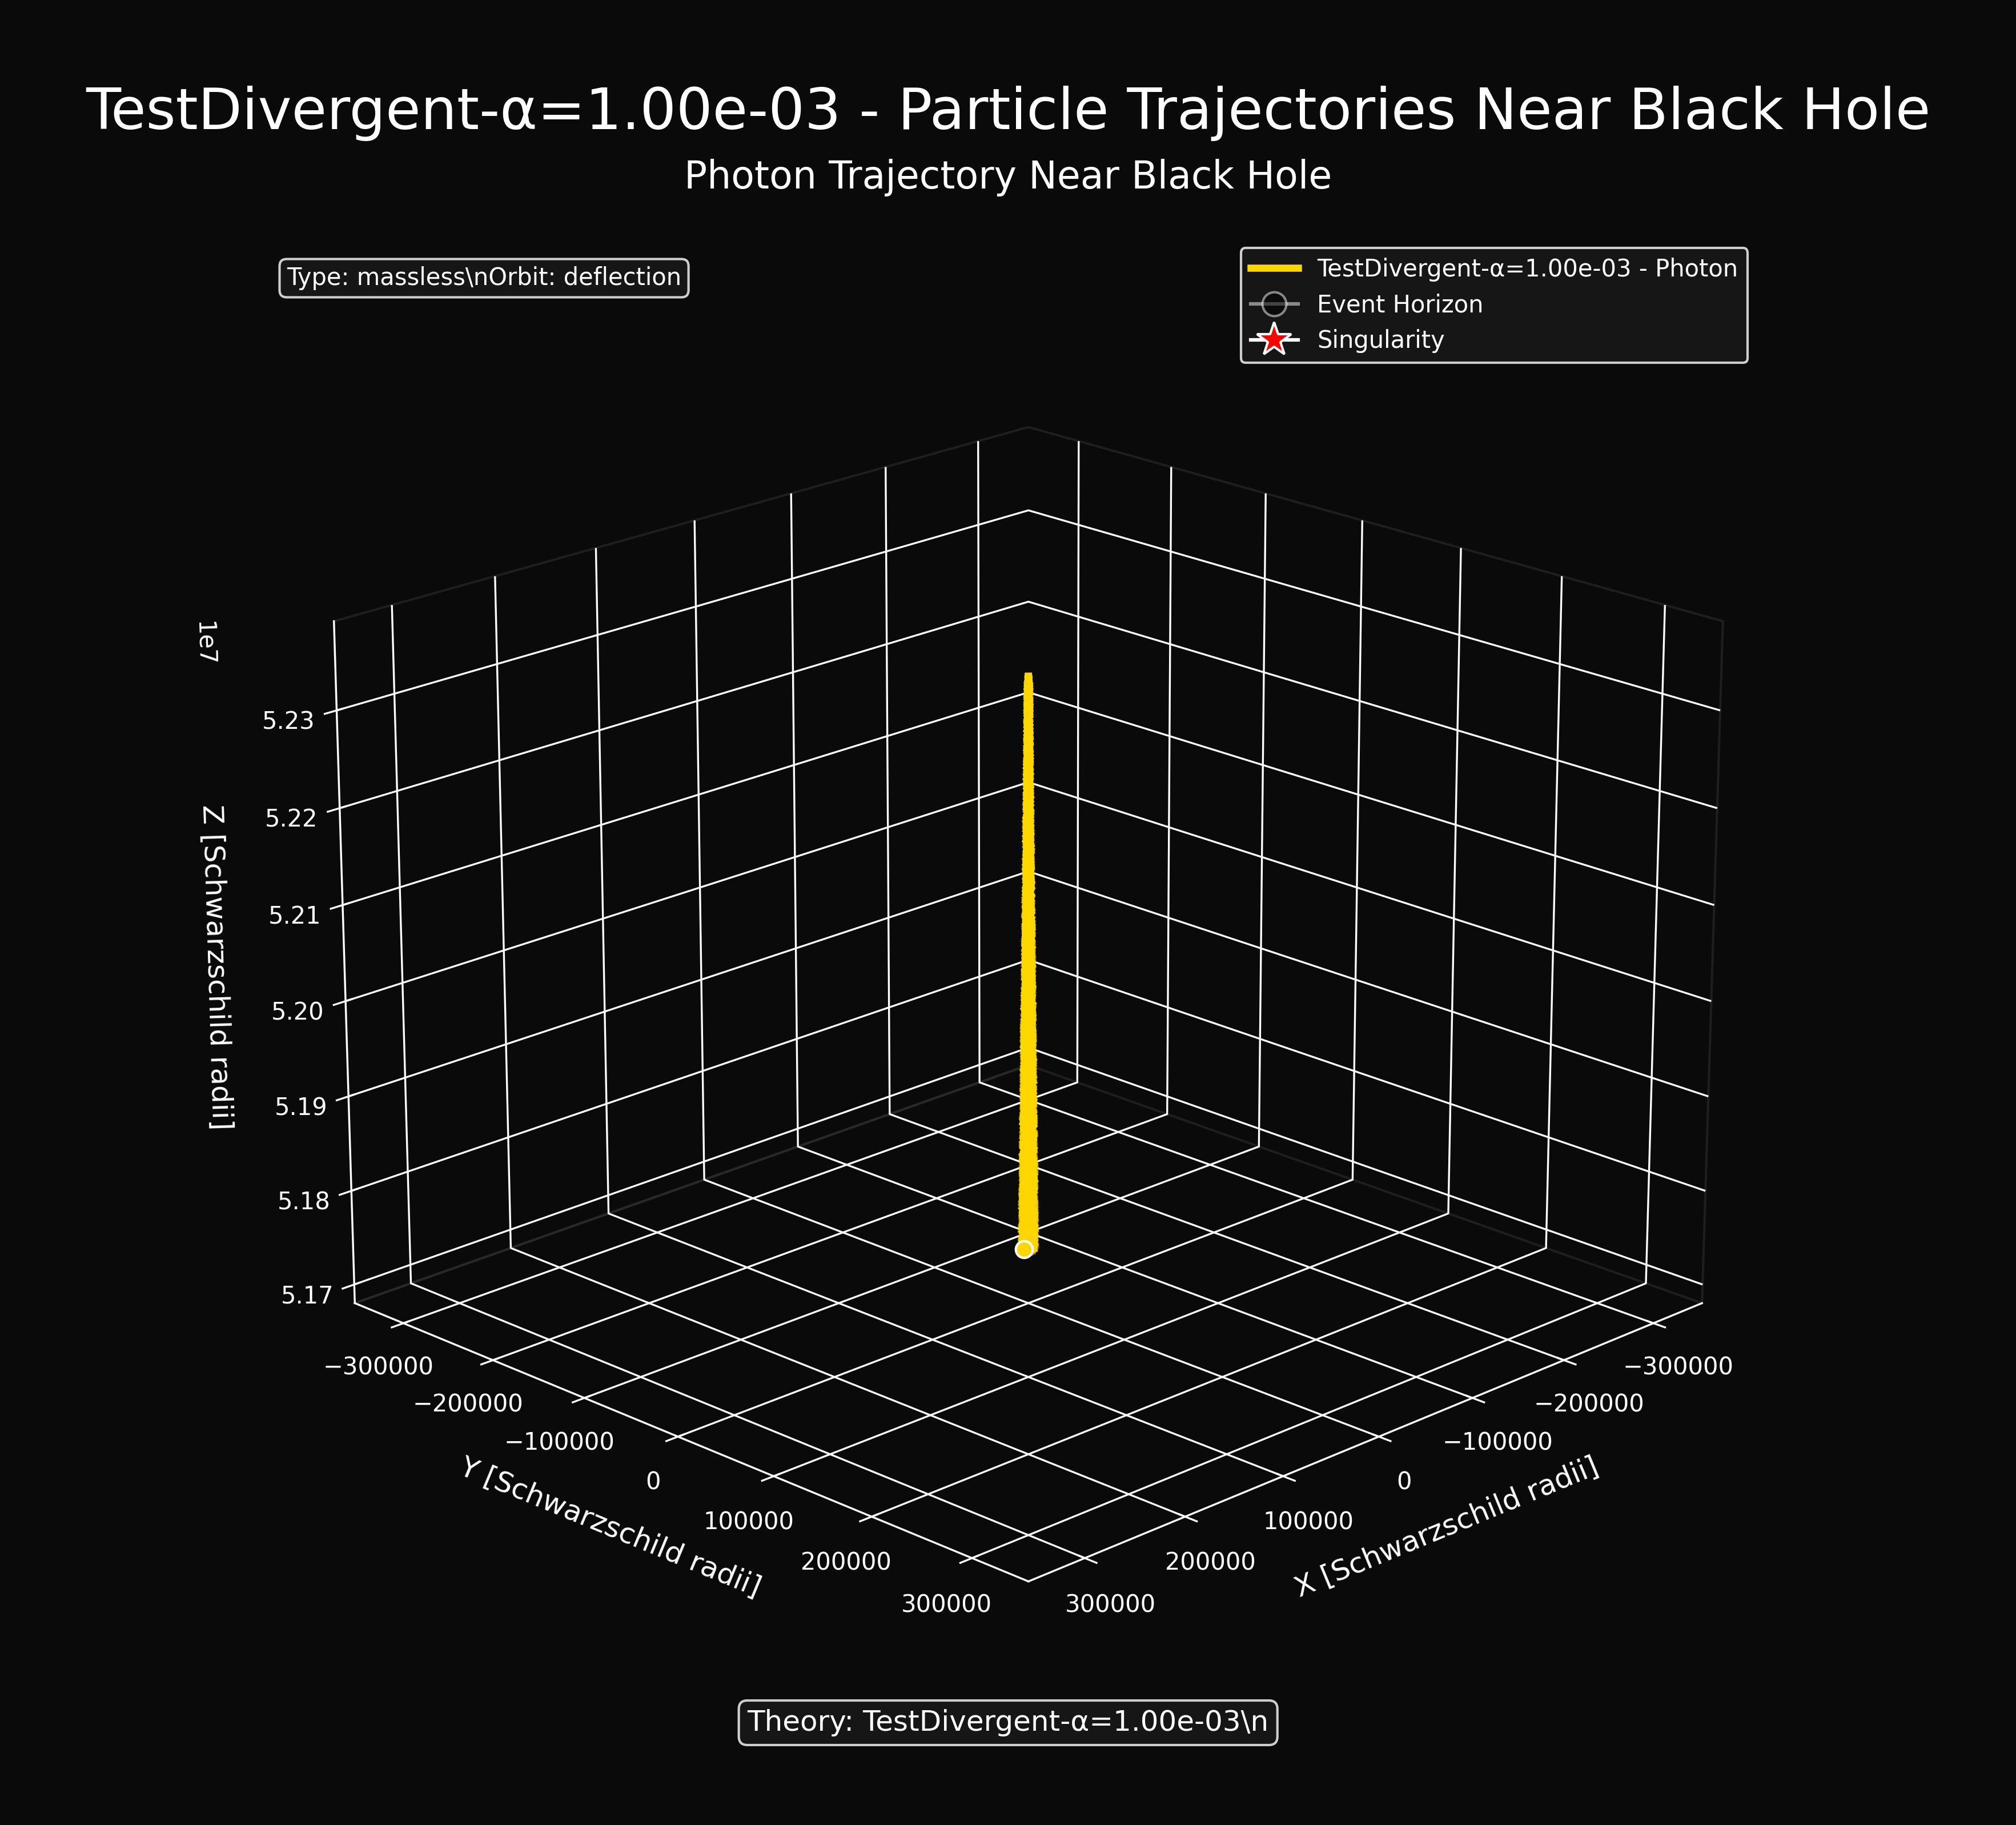 TestDivergent-α=1.00e-03 - Particle Trajectories Near Black Hole
Photon Trajectory Near Black Hole
Type: massless\nOrbit: deflection
TestDivergent-α=1.00e-03 - Photon
Event Horizon
Singularity
1e7
5.23
5.22
5.21
5.20
5.19
5.18
5.17
Z [Schwarzschild radii]
−300000
−200000
−100000
0
100000
200000
300000
Y [Schwarzschild radii]
−300000
−200000
−100000
0
100000
200000
300000
X [Schwarzschild radii]
Theory: TestDivergent-α=1.00e-03\n